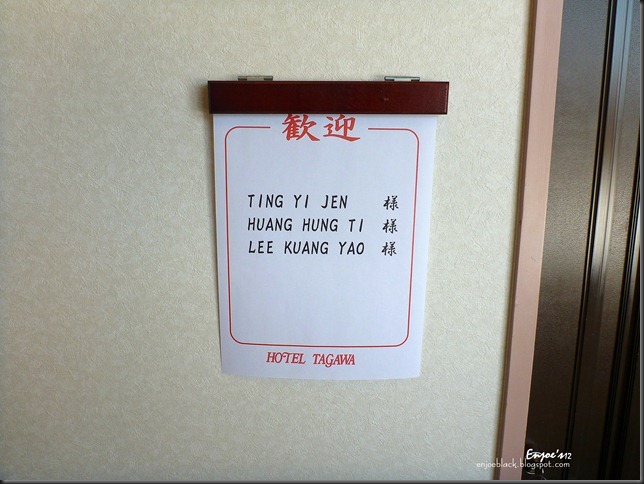 歓迎
TING YI JEN 様
HUANG HUNG TI 様
LEE KUANG YAO 様
HOTEL TAGAWA
Enjoe's12
enjoeblack.blogspot.com